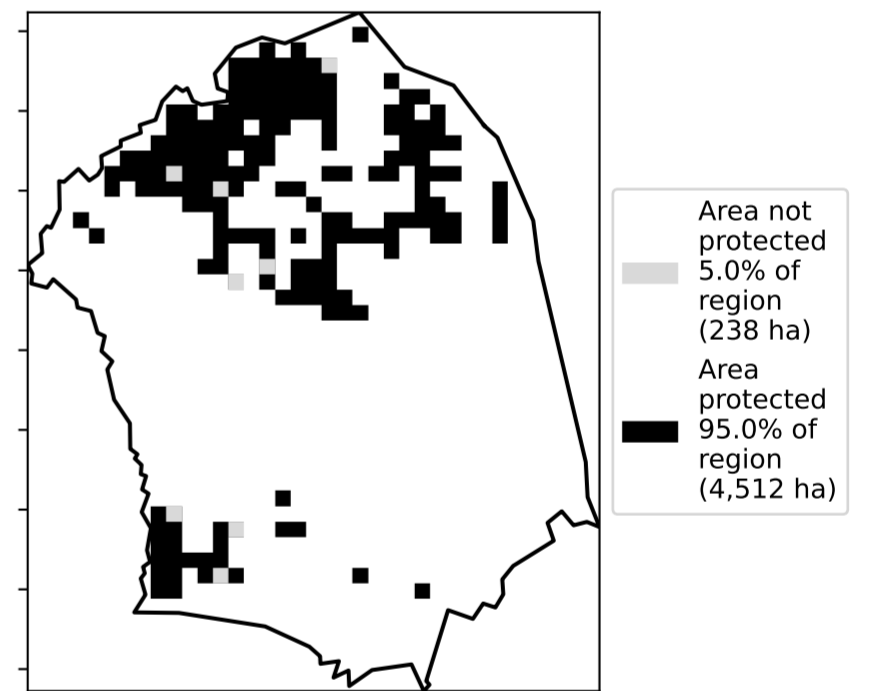 Area not
protected
5.0% of
region
(238 ha)
Area
protected
95.0% of
region
(4,512 ha)